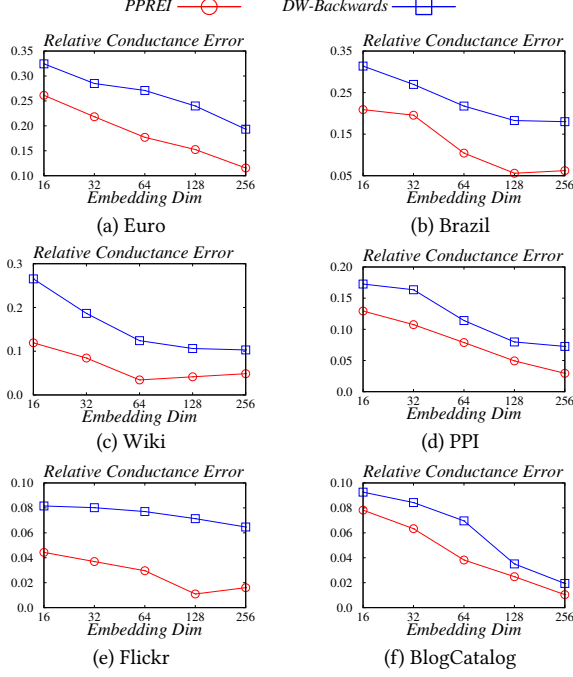 PPREI DW-Backwards
Relative Conductance Error Relative Conductance Error
0.35 0.35
0.30
0.25 0.25
0.20
0.15 0.15
0.10 0.05
16 32 64 128 256 16 32 64 128 256
Embedding Dim Embedding Dim
(a) Euro (b) Brazil
Relative Conductance Error Relative Conductance Error
0.3 0.20
0.2 0.15
0.10
0.1 0.05
0.0 0.0
16 32 64 128 256 16 32 64 128 256
Embedding Dim Embedding Dim
(c) Wiki (d) PPI
Relative Conductance Error Relative Conductance Error
0.10 0.10
0.08 0.08
0.06 0.06
0.04 0.04
0.02 0.02
0.0 0.0
16 32 64 128 256 16 32 64 128 256
Embedding Dim Embedding Dim
(e) Flickr (f) BlogCatalog